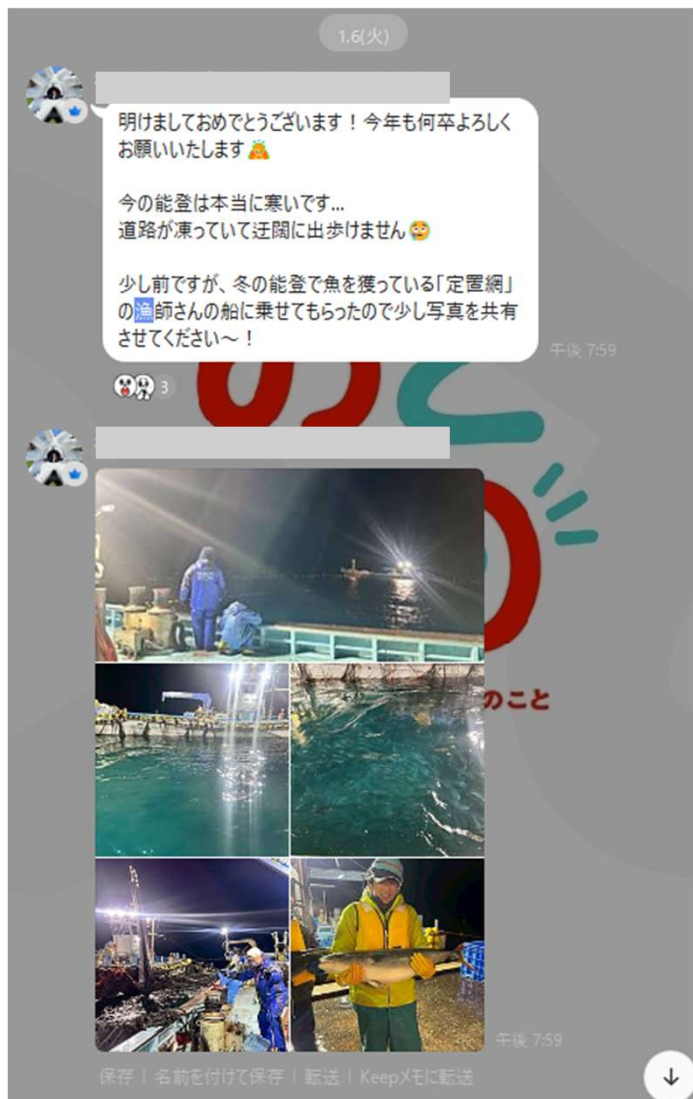 1.6(火)
明けましておめでとうございます！今年も何卒よろしく
お願いいたします🙇
今の能登は本当に寒いです...
道路が凍っていて迂闊に出歩けません😰
少し前ですが、冬の能登で魚を獲っている「定置網」
の漁師さんの船に乗せてもらったので少し写真を共有
させてください〜！
午後 7:59
3
のと
の
のこと
午後 7:59
保存 | 名前を付けて保存 | 転送 | Keepメモに転送